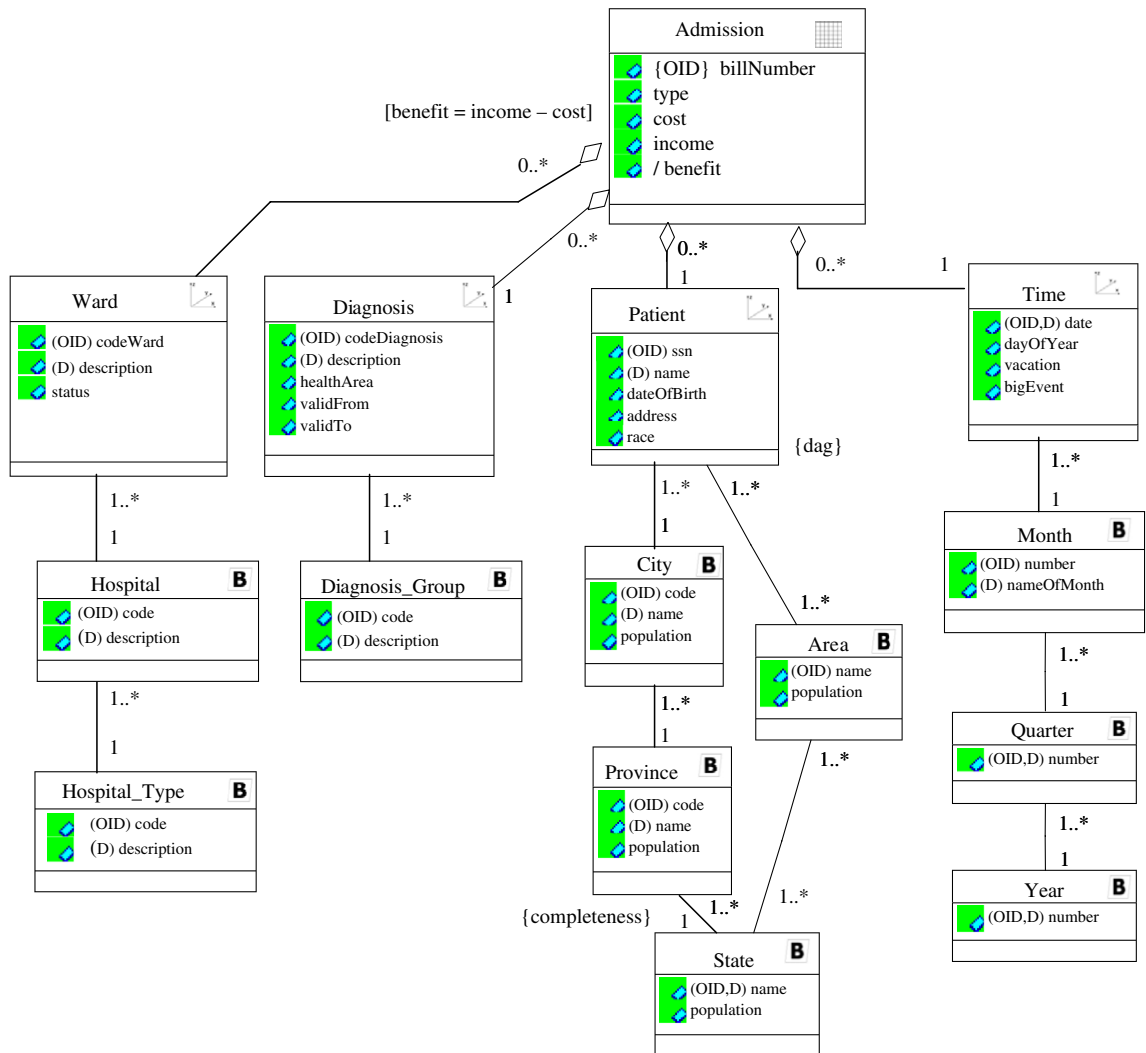 Admission
{OID} billNumber
type
cost
income
/ benefit
[benefit = income – cost]
0..*
0..*
0..*
1
0..*
1
1
Ward
(OID) codeWard
(D) description
status
Diagnosis
(OID) codeDiagnosis
(D) description
healthArea
validFrom
validTo
Patient
(OID) ssn
(D) name
dateOfBirth
address
race
Time
(OID,D) date
dayOfYear
vacation
bigEvent
{dag}
1..*
1
1..*
1
1..*
1
1..*
1..*
1..*
1
Hospital B
(OID) code
(D) description
Diagnosis_Group B
(OID) code
(D) description
City B
(OID) code
(D) name
population
Area B
(OID) name
population
Month B
(OID) number
(D) nameOfMonth
1..*
1
1..*
1
1..*
1..*
1..*
1
Hospital_Type B
(OID) code
(D) description
Province B
(OID) code
(D) name
population
Quarter B
(OID,D) number
1..*
1
{completeness}
1..*
1
Year B
(OID,D) number
State B
(OID,D) name
population